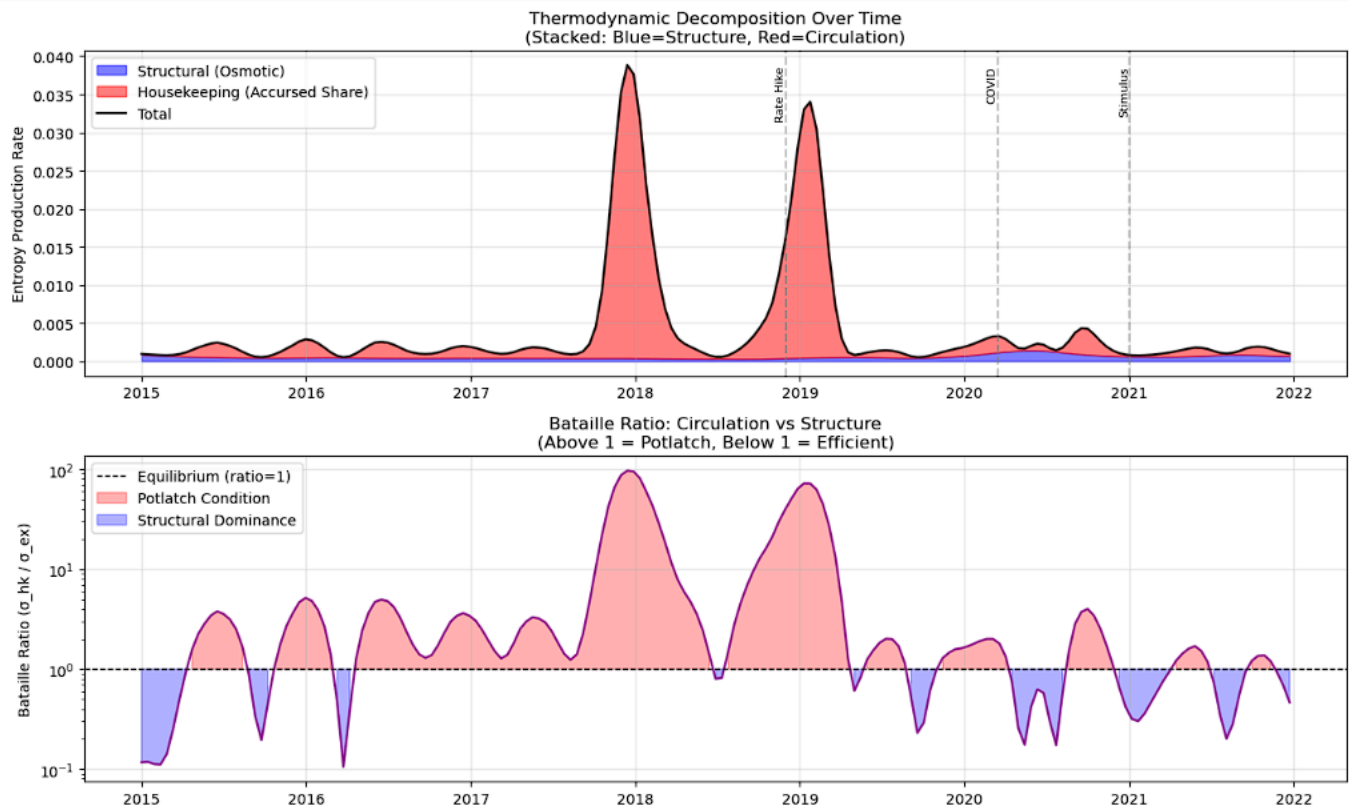 Thermodynamic Decomposition Over Time
(Stacked: Blue=Structure, Red=Circulation)
0.040
0.035
0.030
0.025
0.020
0.015
0.010
0.005
0.000
Entropy Production Rate
Structural (Osmotic)
Housekeeping (Accursed Share)
Total
Rate Hike
COVID
Stimulus
2015 2016 2017 2018 2019 2020 2021 2022
Bataille Ratio: Circulation vs Structure
(Above 1 = Potlatch, Below 1 = Efficient)
10²
10¹
10⁰
10⁻¹
Bataille Ratio (σ_hk / σ_ex)
Equilibrium (ratio=1)
Potlatch Condition
Structural Dominance
2015 2016 2017 2018 2019 2020 2021 2022